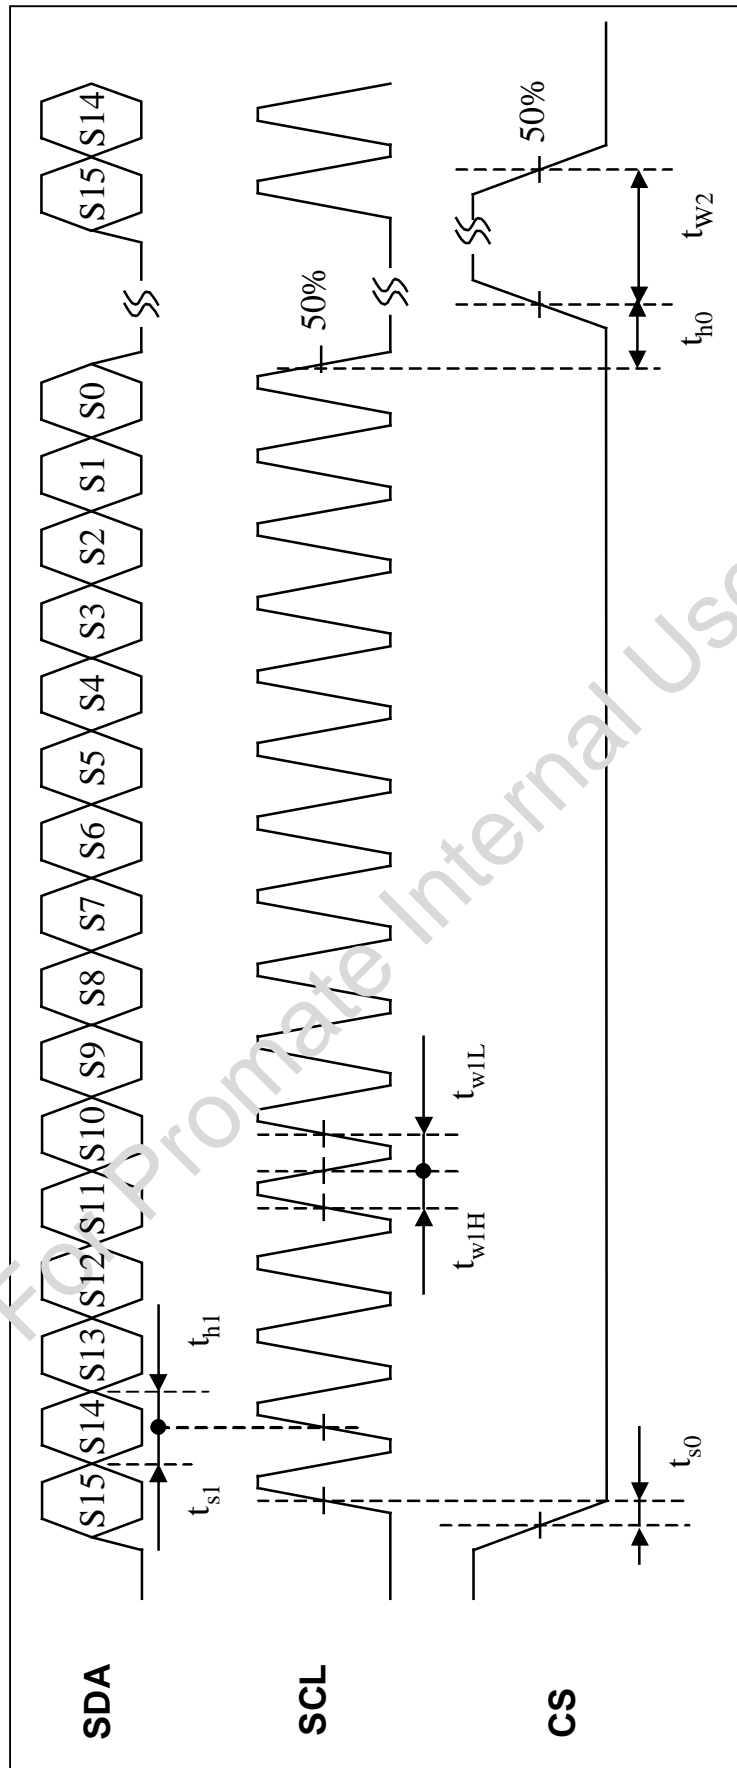 SDA
S15 S14 S13 S12 S11 S10 S9 S8 S7 S6 S5 S4 S3 S2 S1 S0 S15 S14
t_s1 t_h1
SCL
50%
t_w1H t_w1L
CS
50%
t_s0 t_h0 t_W2
For Promate Internal Use